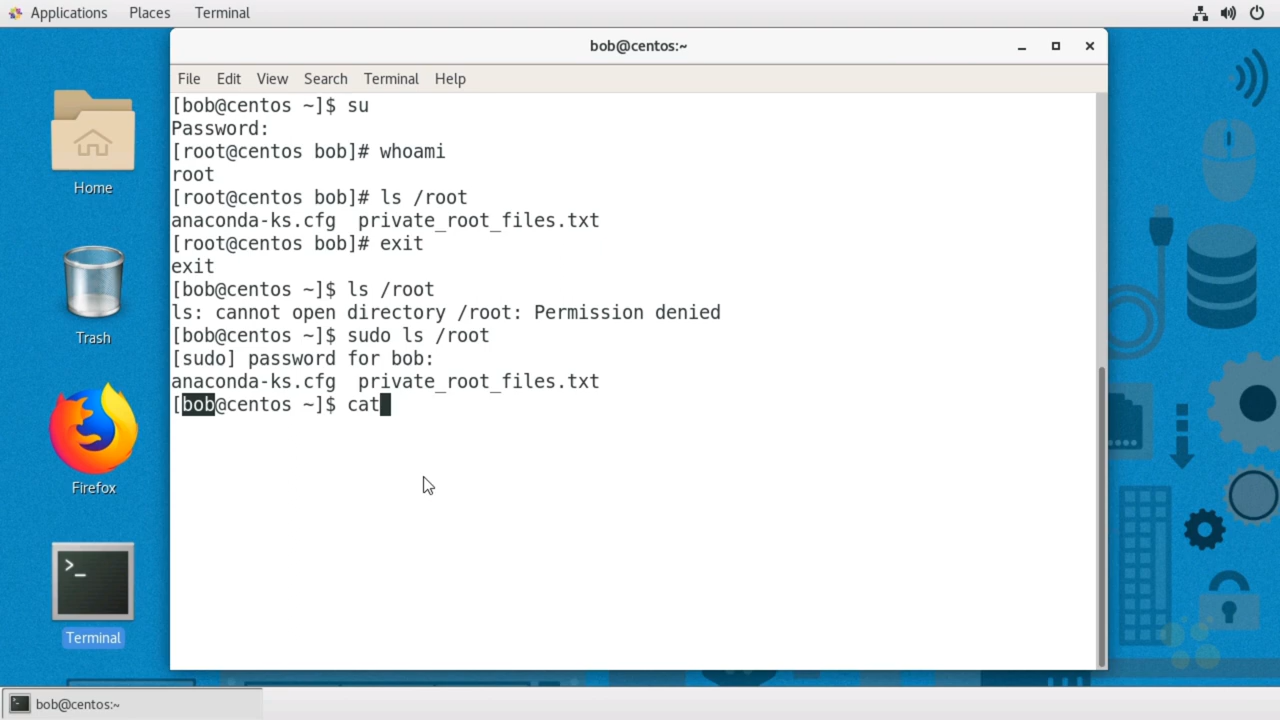 Applications Places Terminal
bob@centos:~
File Edit View Search Terminal Help
[bob@centos ~]$ su
Password:
[root@centos bob]# whoami
root
[root@centos bob]# ls /root
anaconda-ks.cfg  private_root_files.txt
[root@centos bob]# exit
exit
[bob@centos ~]$ ls /root
ls: cannot open directory /root: Permission denied
[bob@centos ~]$ sudo ls /root
[sudo] password for bob:
anaconda-ks.cfg  private_root_files.txt
[bob@centos ~]$ cat
Home
Trash
Firefox
>_
Terminal
bob@centos:~